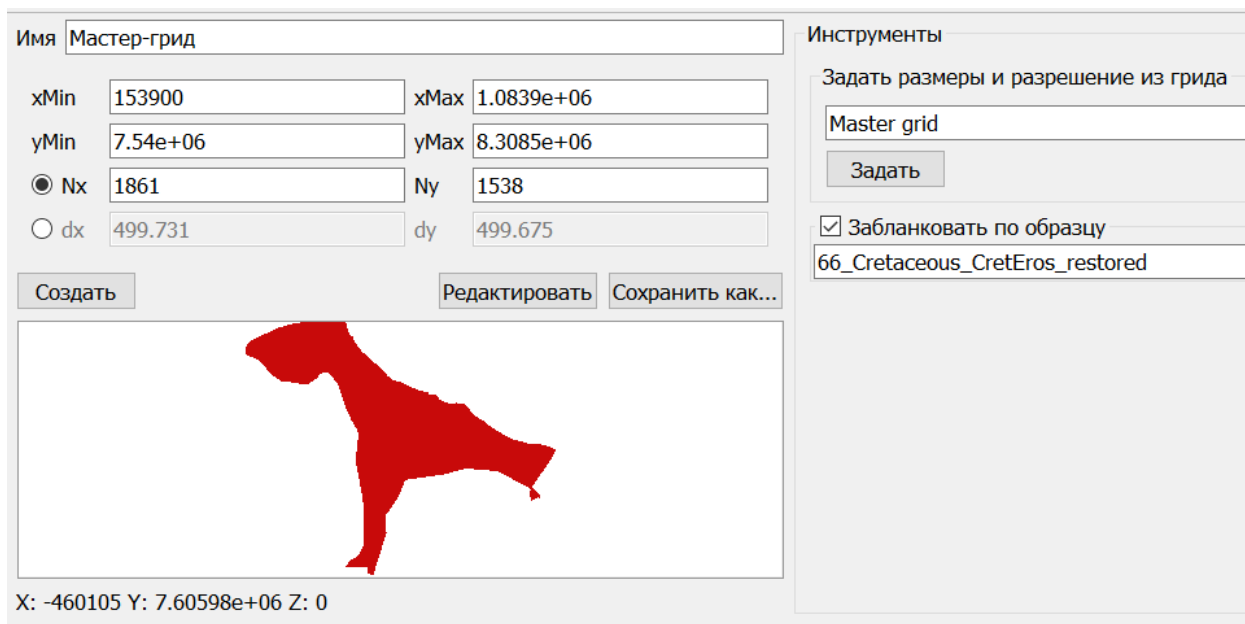 Имя Мастер-грид
xMin 153900 xMax 1.0839e+06
yMin 7.54e+06 yMax 8.3085e+06
Nx 1861 Ny 1538
dx 499.731 dy 499.675
Создать Редактировать Сохранить как...
X: -460105 Y: 7.60598e+06 Z: 0
Инструменты
Задать размеры и разрешение из грида
Master grid
Задать
Забланковать по образцу
66_Cretaceous_CretEros_restored